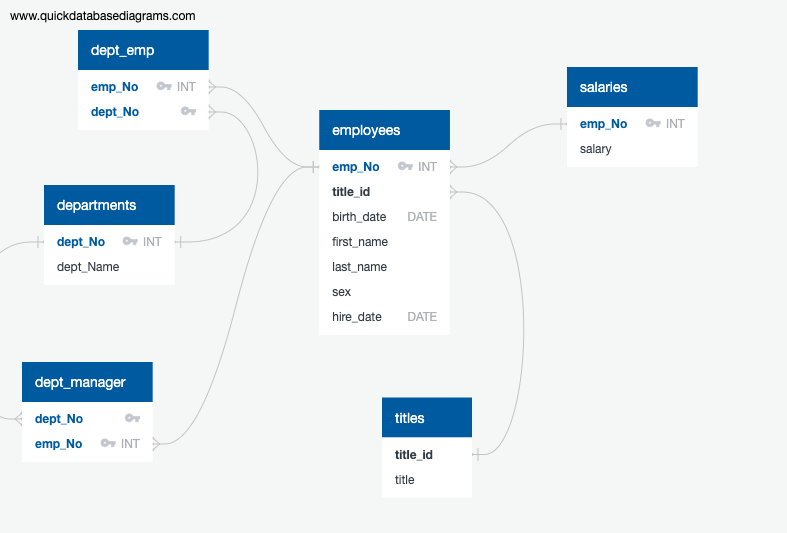 www.quickdatabasediagrams.com
dept_emp
emp_No INT
dept_No
departments
dept_No INT
dept_Name
dept_manager
dept_No
emp_No INT
employees
emp_No INT
title_id
birth_date DATE
first_name
last_name
sex
hire_date DATE
salaries
emp_No INT
salary
titles
title_id
title